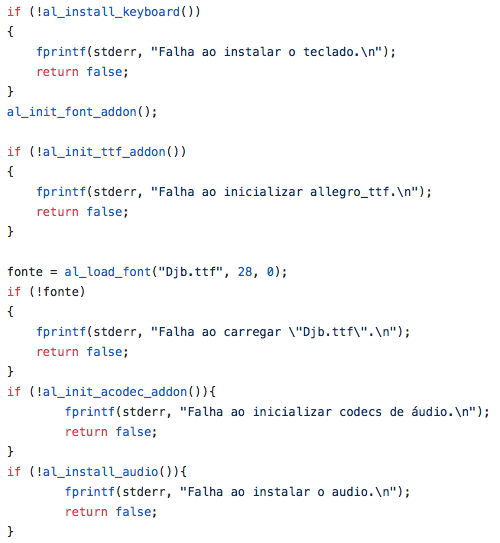 if (!al_install_keyboard())
{
    fprintf(stderr, "Falha ao instalar o teclado.\n");
    return false;
}
al_init_font_addon();

if (!al_init_ttf_addon())
{
    fprintf(stderr, "Falha ao inicializar allegro_ttf.\n");
    return false;
}

fonte = al_load_font("Djb.ttf", 28, 0);
if (!fonte)
{
    fprintf(stderr, "Falha ao carregar \"Djb.ttf\".\n");
    return false;
}
if (!al_init_acodec_addon()){
        fprintf(stderr, "Falha ao inicializar codecs de áudio.\n");
        return false;
}
if (!al_install_audio()){
        fprintf(stderr, "Falha ao instalar o audio.\n");
        return false;
}